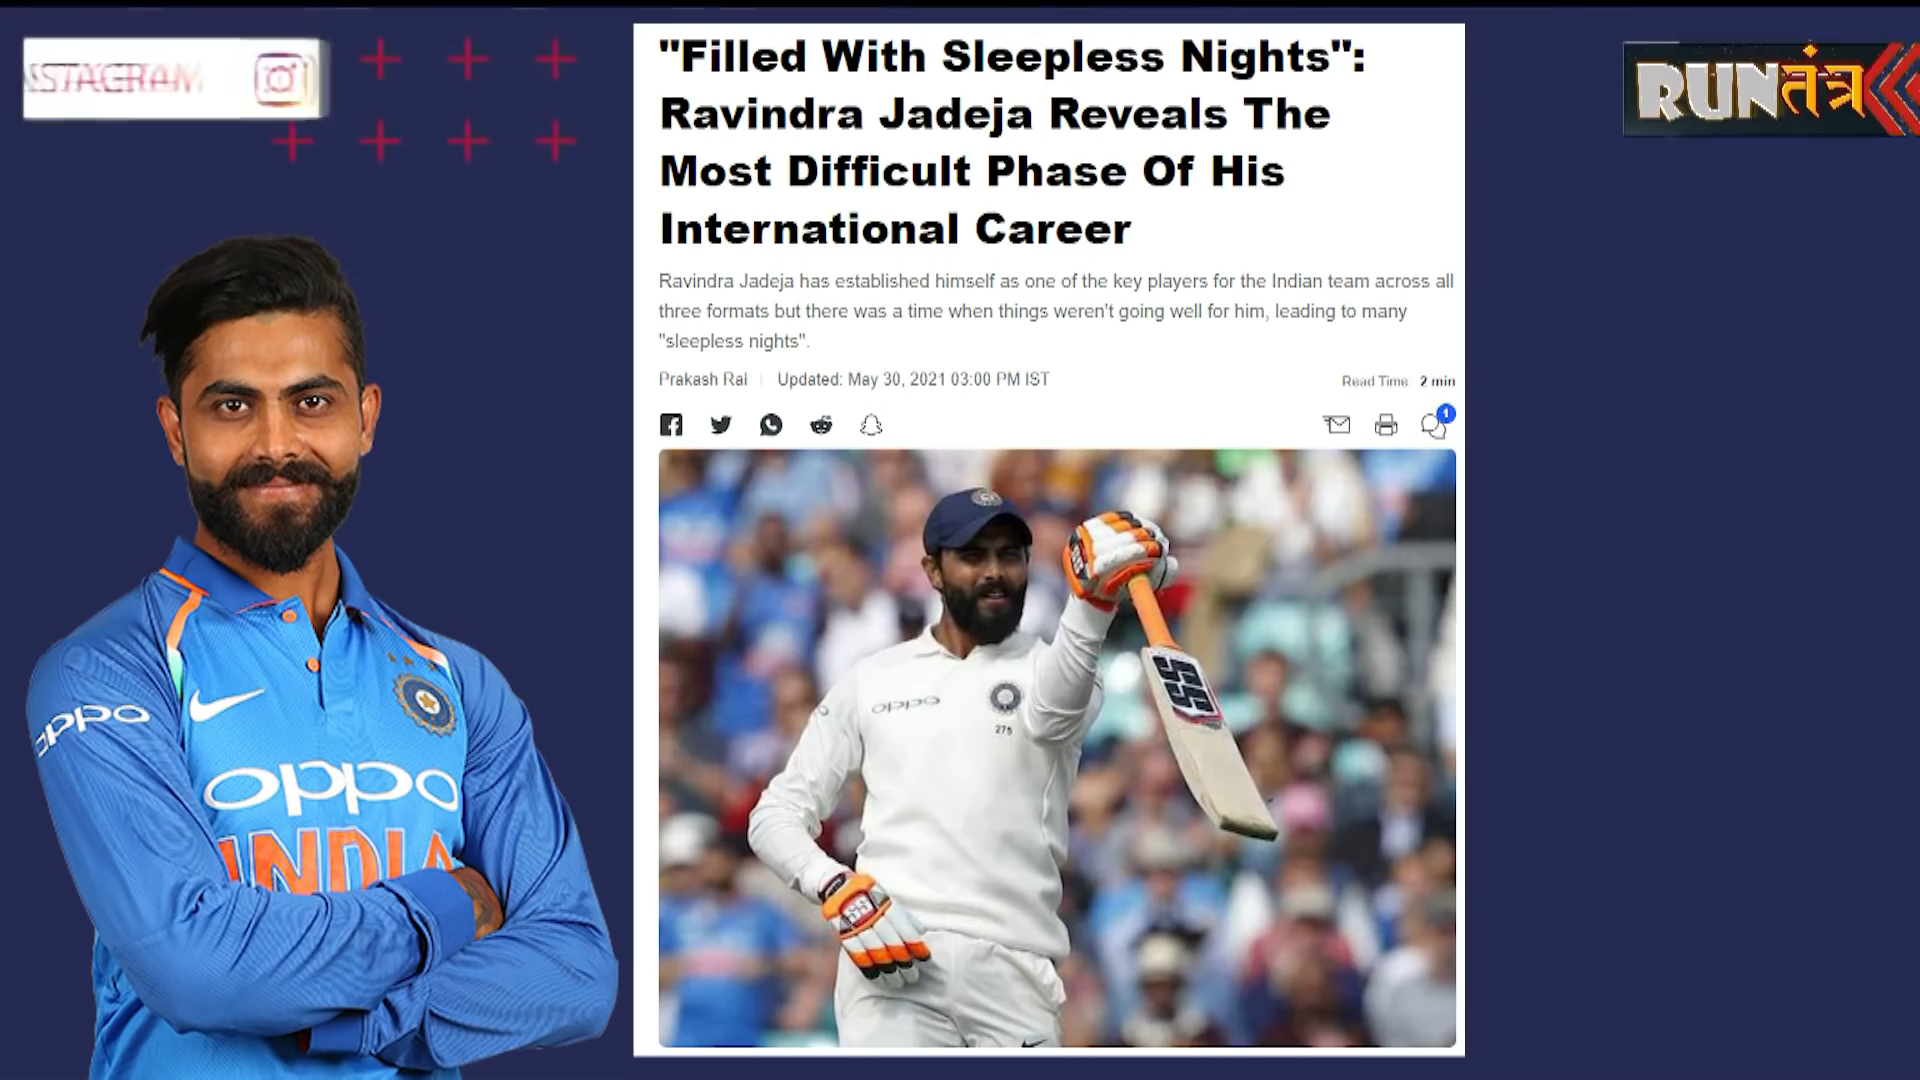 "Filled With Sleepless Nights":
Ravindra Jadeja Reveals The
Most Difficult Phase Of His
International Career
Ravindra Jadeja has established himself as one of the key players for the Indian team across all
three formats but there was a time when things weren't going well for him, leading to many
"sleepless nights".
Prakash Rai
Updated: May 30, 2021 03:00 PM IST
Read Time: 2 min
1
RUNतंत्र
oppo
oppo
INDIA
oppo
275
SS
SS